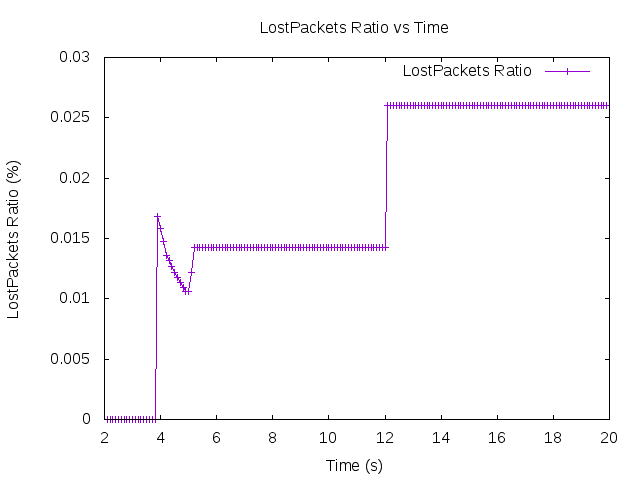 LostPackets Ratio vs Time
LostPackets Ratio
LostPackets Ratio (%)
0.03
0.025
0.02
0.015
0.01
0.005
0
2 4 6 8 10 12 14 16 18 20
Time (s)